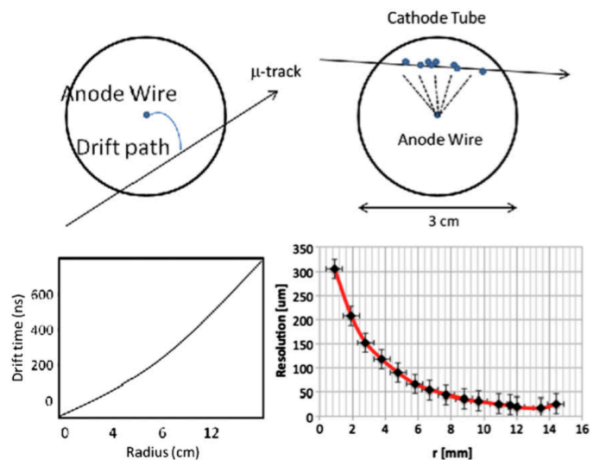 Cathode Tube
μ-track
Anode Wire
Drift path
Anode Wire
3 cm
Drift time (ns)
600
400
200
0
0 4 6 12
Radius (cm)
Resolution [um]
350
300
250
200
150
100
50
0
0 2 4 6 8 10 12 14 16
r [mm]